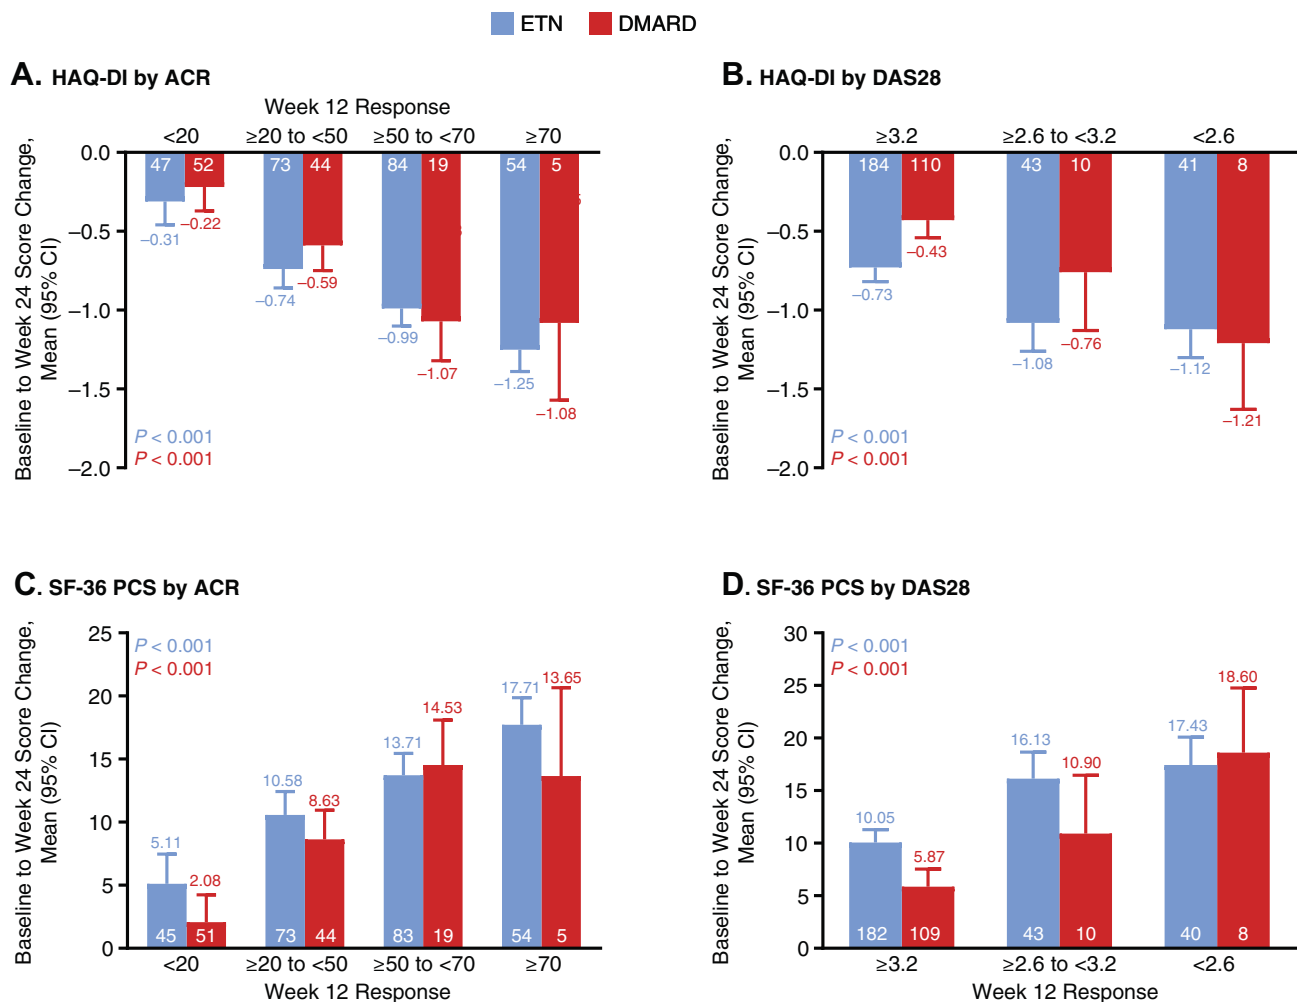 ETN DMARD
A. HAQ-DI by ACR
Week 12 Response
<20 ≥20 to <50 ≥50 to <70 ≥70
Baseline to Week 24 Score Change,
Mean (95% CI)
0.0
−0.5
−1.0
−1.5
−2.0
47 52 73 44 84 19 54 5
−0.31 −0.22 −0.74 −0.59 −0.99 −1.07 −1.25 −1.08
P < 0.001
P < 0.001
B. HAQ-DI by DAS28
≥3.2 ≥2.6 to <3.2 <2.6
Baseline to Week 24 Score Change,
Mean (95% CI)
0.0
−0.5
−1.0
−1.5
−2.0
184 110 43 10 41 8
−0.73 −0.43 −1.08 −0.76 −1.12 −1.21
P < 0.001
P < 0.001
C. SF-36 PCS by ACR
Baseline to Week 24 Score Change,
Mean (95% CI)
25
20
15
10
5
0
P < 0.001
P < 0.001
5.11 2.08 10.58 8.63 13.71 14.53 17.71 13.65
45 51 73 44 83 19 54 5
<20 ≥20 to <50 ≥50 to <70 ≥70
Week 12 Response
D. SF-36 PCS by DAS28
Baseline to Week 24 Score Change,
Mean (95% CI)
30
25
20
15
10
5
0
P < 0.001
P < 0.001
10.05 5.87 16.13 10.90 17.43 18.60
182 109 43 10 40 8
≥3.2 ≥2.6 to <3.2 <2.6
Week 12 Response